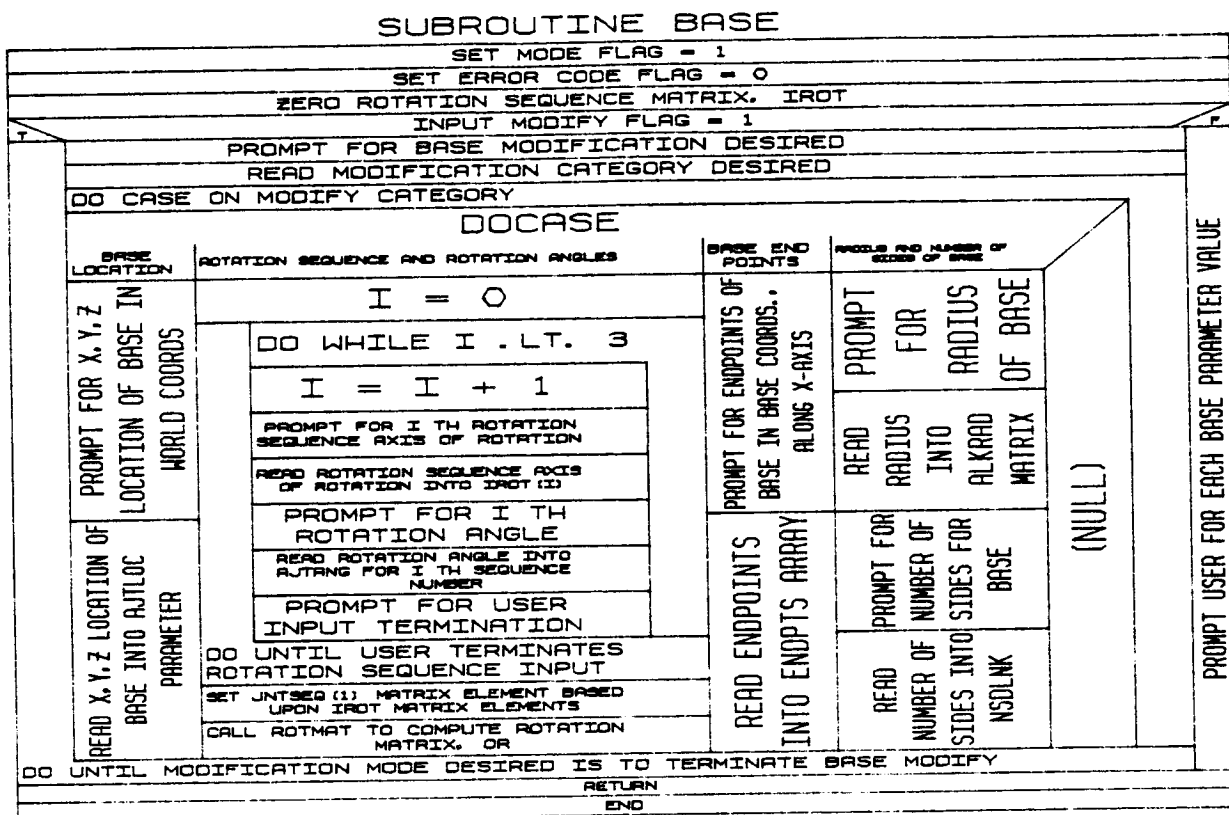 SUBROUTINE BASE
SET MODE FLAG = 1
SET ERROR CODE FLAG = 0
ZERO ROTATION SEQUENCE MATRIX. IROT
INPUT MODIFY FLAG = 1
T
F
PROMPT FOR BASE MODIFICATION DESIRED
READ MODIFICATION CATEGORY DESIRED
DO CASE ON MODIFY CATEGORY
DOCASE
BASE
LOCATION
PROMPT FOR X,Y,Z
LOCATION OF BASE IN
WORLD COORDS
READ X,Y,Z LOCATION OF
BASE INTO AJTLOC
PARAMETER
ROTATION SEQUENCE AND ROTATION ANGLES
I = 0
DO WHILE I .LT. 3
I = I + 1
PROMPT FOR I TH ROTATION
SEQUENCE AXIS OF ROTATION
READ ROTATION SEQUENCE AXIS
OF ROTATION INTO IROT(I)
PROMPT FOR I TH
ROTATION ANGLE
READ ROTATION ANGLE INTO
AJTANG FOR I TH SEQUENCE
NUMBER
PROMPT FOR USER
INPUT TERMINATION
DO UNTIL USER TERMINATES
ROTATION SEQUENCE INPUT
SET JNTSEQ(1) MATRIX ELEMENT BASED
UPON IROT MATRIX ELEMENTS
CALL ROTMAT TO COMPUTE ROTATION
MATRIX. OR
BASE END
POINTS
PROMPT FOR ENDPOINTS OF
BASE IN BASE COORDS.,
ALONG X-AXIS
READ ENDPOINTS
INTO ENDPTS ARRAY
RADIUS AND NUMBER OF
SIDES OF BASE
PROMPT
FOR
RADIUS
OF BASE
READ
RADIUS
INTO
ALKRAD
MATRIX
PROMPT FOR
NUMBER OF
SIDES FOR
BASE
READ
NUMBER OF
SIDES INTO
NSDLNK
(NULL)
PROMPT USER FOR EACH BASE PARAMETER VALUE
DO UNTIL MODIFICATION MODE DESIRED IS TO TERMINATE BASE MODIFY
RETURN
END